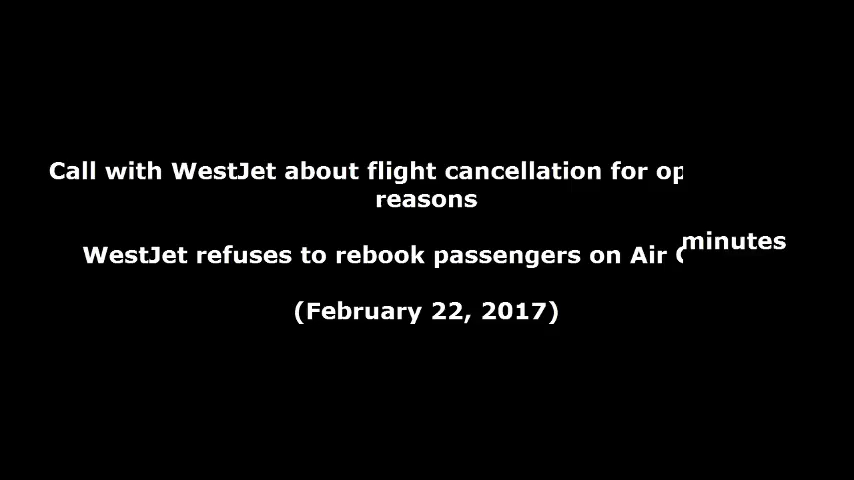 Call with WestJet about flight cancellation for op
reasons
minutes
WestJet refuses to rebook passengers on Air
(February 22, 2017)